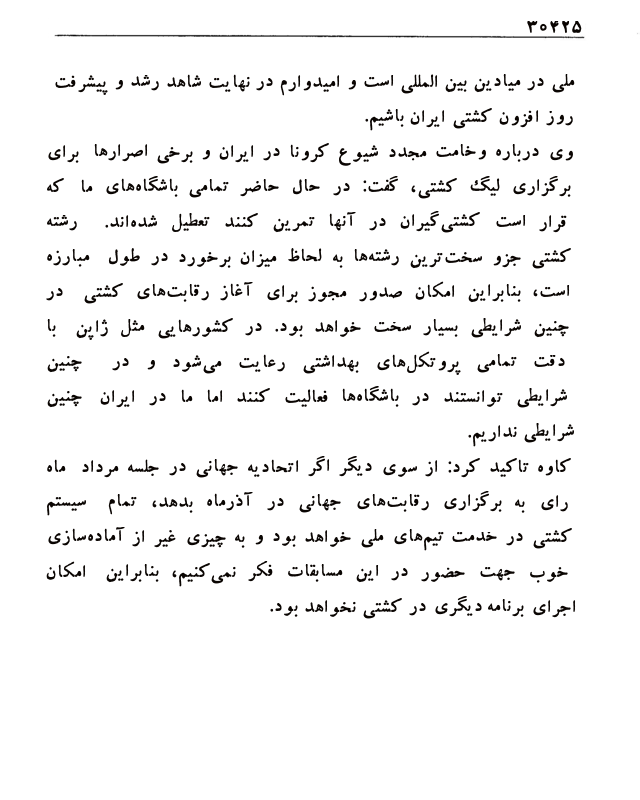 ۳۰۴۲۵
ملی در میادین بین المللی است و امیدوارم در نهایت شاهد رشد و پیشرفت
روز افزون کشتی ایران باشیم.
وی درباره وخامت مجدد شیوع کرونا در ایران و برخی اصرارها برای
برگزاری لیگ کشتی، گفت: در حال حاضر تمامی باشگاه‌های ما که
قرار است کشتی‌گیران در آنها تمرین کنند تعطیل شده‌اند. رشته
کشتی جزو سخت‌ترین رشته‌ها به لحاظ میزان برخورد در طول مبارزه
است، بنابراین امکان صدور مجوز برای آغاز رقابت‌های کشتی در
چنین شرایطی بسیار سخت خواهد بود. در کشورهایی مثل ژاپن با
دقت تمامی پروتکل‌های بهداشتی رعایت می‌شود و در چنین
شرایطی توانستند در باشگاه‌ها فعالیت کنند اما ما در ایران چنین
شرایطی نداریم.
کاوه تاکید کرد: از سوی دیگر اگر اتحادیه جهانی در جلسه مرداد ماه
رای به برگزاری رقابت‌های جهانی در آذرماه بدهد، تمام سیستم
کشتی در خدمت تیم‌های ملی خواهد بود و به چیزی غیر از آماده‌سازی
خوب جهت حضور در این مسابقات فکر نمی‌کنیم، بنابراین امکان
اجرای برنامه دیگری در کشتی نخواهد بود.